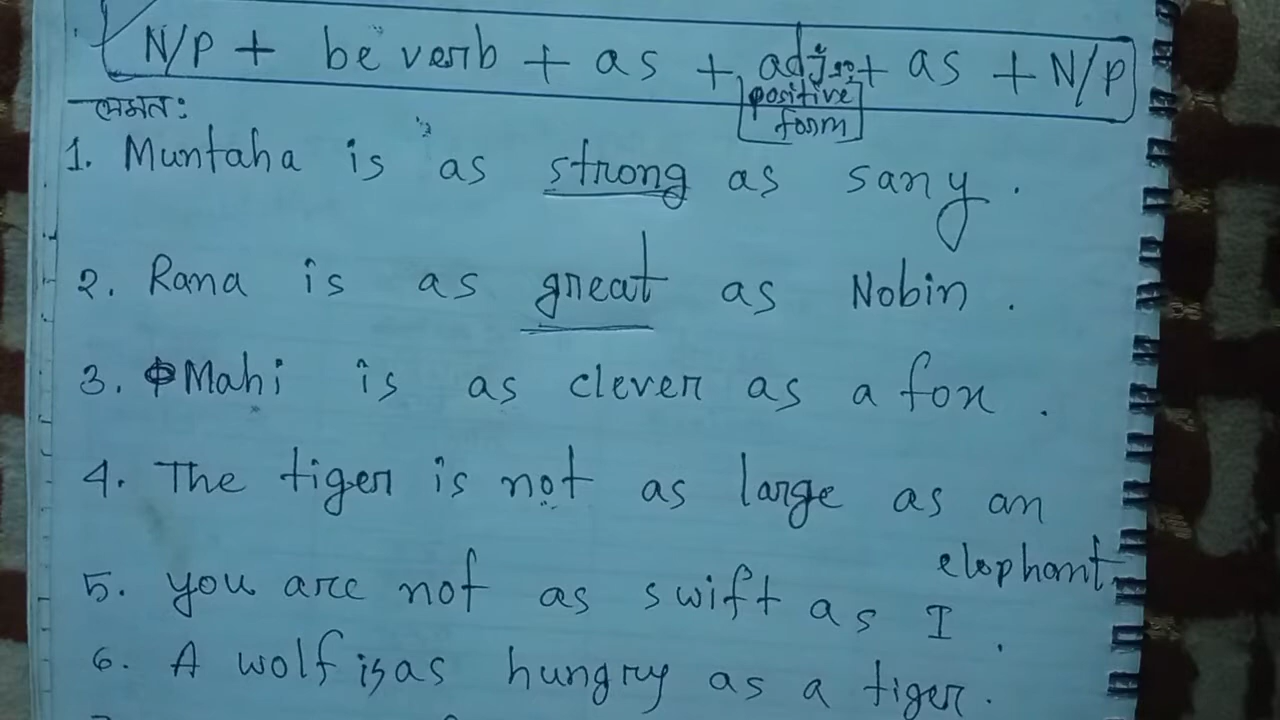 N/P + be verb + as + adj + as + N/P
positive
form
যেমন:
1. Muntaha is as strong as sany.
2. Rana is as great as Nobin.
3. Mahi is as clever as a fox.
4. The tiger is not as large as an
elephant.
5. you are not as swift as I.
6. A wolf is as hungry as a tiger.